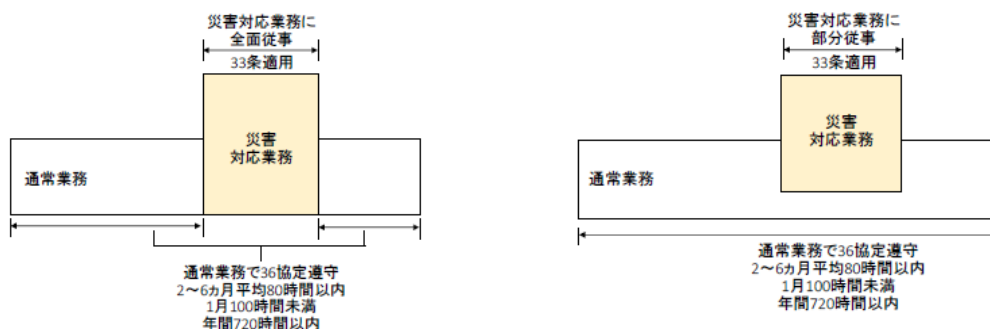 災害対応業務に
全面従事
33条適用
災害
対応業務
通常業務
通常業務で36協定遵守
2～6ヵ月平均80時間以内
1月100時間未満
年間720時間以内
災害対応業務に
部分従事
33条適用
災害
対応業務
通常業務
通常業務で36協定遵守
2～6ヵ月平均80時間以内
1月100時間未満
年間720時間以内